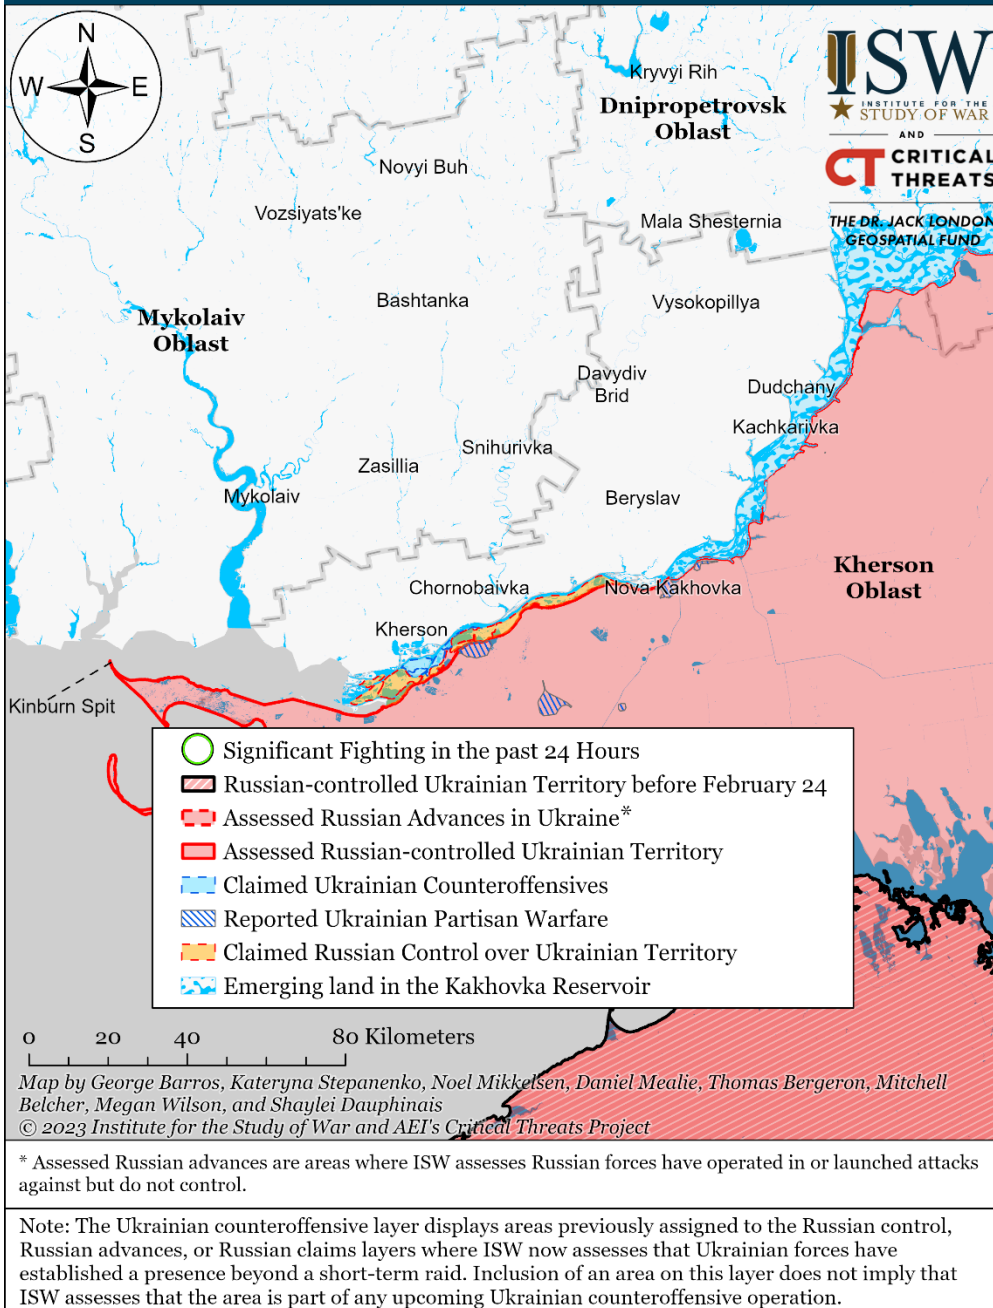 N
W
E
S
Kryvyi Rih
Dnipropetrovsk
Oblast
ISW
INSTITUTE FOR THE
STUDY OF WAR
AND
CT CRITICAL
THREATS
THE DR. JACK LONDON
GEOSPATIAL FUND
Novyi Buh
Vozsiyats'ke
Mala Shesternia
Bashtanka
Vysokopillya
Mykolaiv
Oblast
Davydiv
Brid
Dudchany
Kachkarivka
Snihurivka
Zasillia
Mykolaiv
Beryslav
Kherson
Oblast
Chornobaivka
Nova Kakhovka
Kherson
Kinburn Spit
Significant Fighting in the past 24 Hours
Russian-controlled Ukrainian Territory before February 24
Assessed Russian Advances in Ukraine*
Assessed Russian-controlled Ukrainian Territory
Claimed Ukrainian Counteroffensives
Reported Ukrainian Partisan Warfare
Claimed Russian Control over Ukrainian Territory
Emerging land in the Kakhovka Reservoir
0 20 40 80 Kilometers
Map by George Barros, Kateryna Stepanenko, Noel Mikkelsen, Daniel Mealie, Thomas Bergeron, Mitchell
Belcher, Megan Wilson, and Shaylei Dauphinais
© 2023 Institute for the Study of War and AEI's Critical Threats Project
* Assessed Russian advances are areas where ISW assesses Russian forces have operated in or launched attacks
against but do not control.
Note: The Ukrainian counteroffensive layer displays areas previously assigned to the Russian control,
Russian advances, or Russian claims layers where ISW now assesses that Ukrainian forces have
established a presence beyond a short-term raid. Inclusion of an area on this layer does not imply that
ISW assesses that the area is part of any upcoming Ukrainian counteroffensive operation.